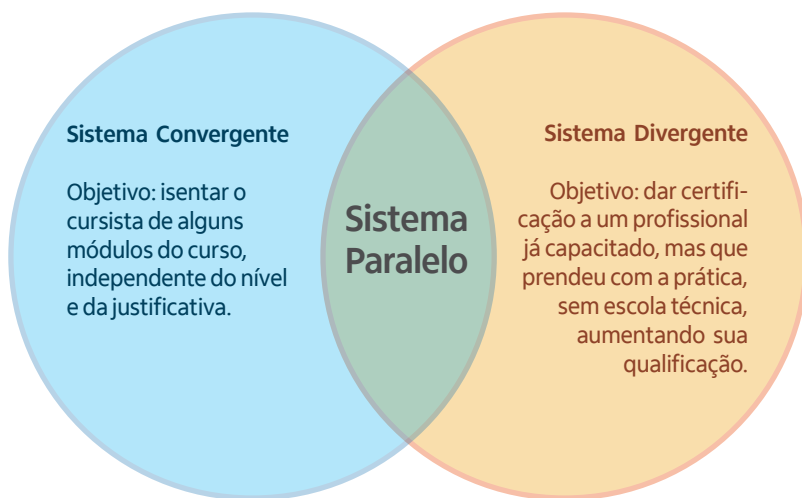 Sistema Convergente
Objetivo: isentar o
cursista de alguns
módulos do curso,
independente do nível
e da justificativa.
Sistema
Paralelo
Sistema Divergente
Objetivo: dar certifi-
cação a um profissional
já capacitado, mas que
prendeu com a prática,
sem escola técnica,
aumentando sua
qualificação.